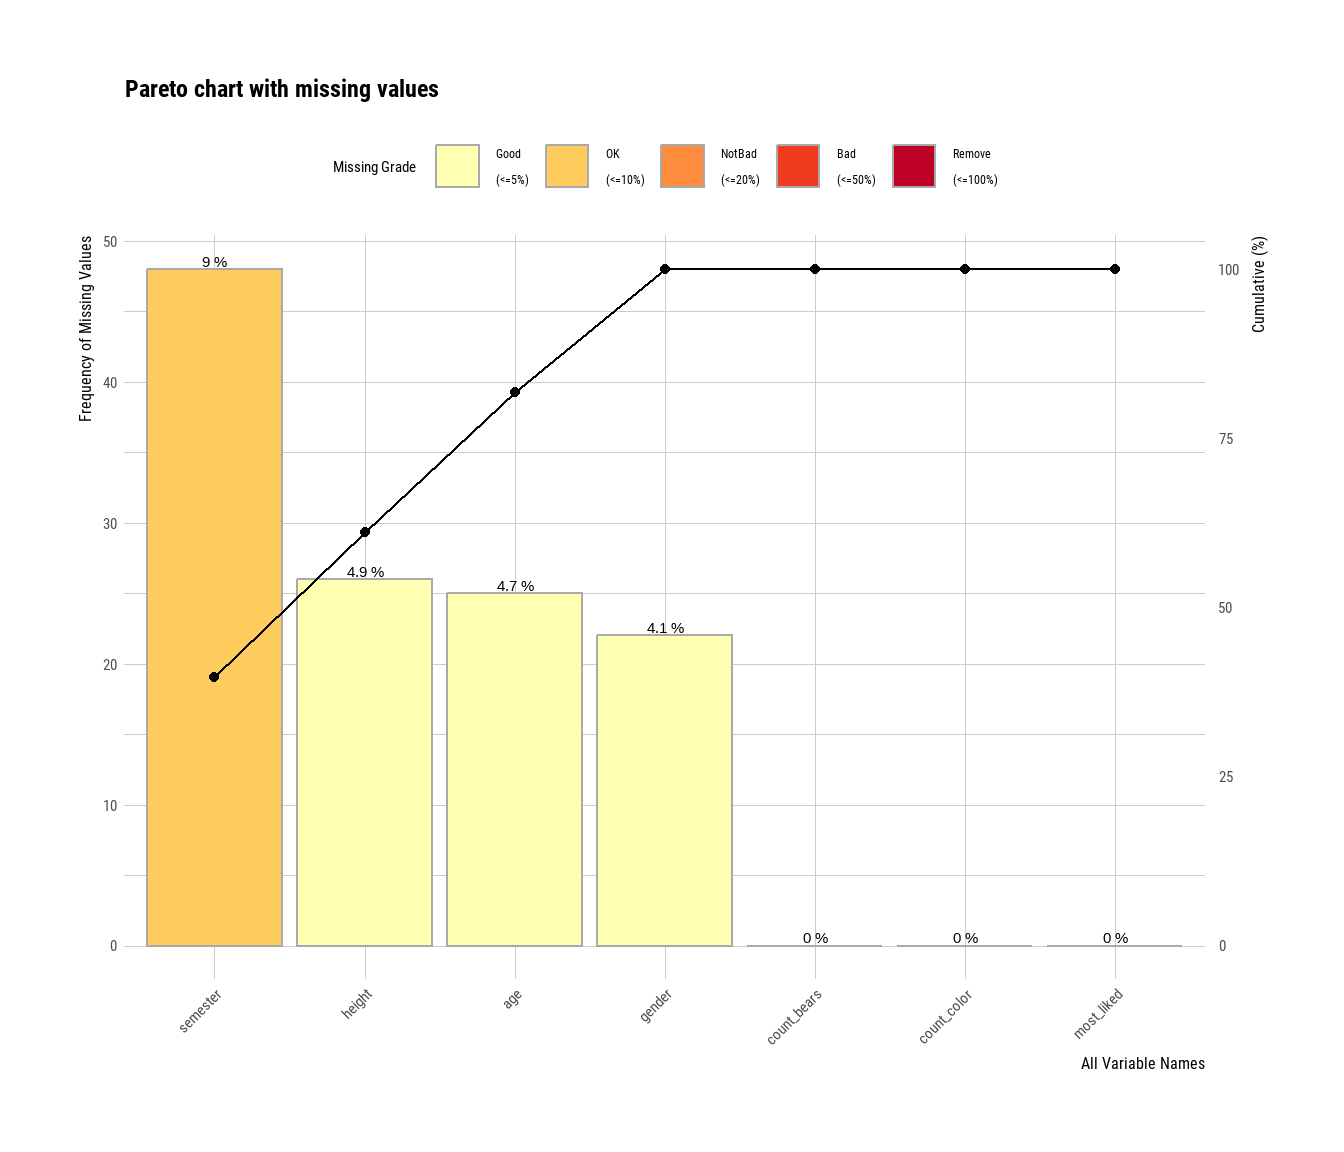 Pareto chart with missing values
Missing Grade
Good
(<=5%)
OK
(<=10%)
NotBad
(<=20%)
Bad
(<=50%)
Remove
(<=100%)
Frequency of Missing Values
50
40
30
20
10
0
9 %
4.9 %
4.7 %
4.1 %
0 %
0 %
0 %
Cumulative (%)
100
75
50
25
0
semester
height
age
gender
count_bears
count_color
most_liked
All Variable Names